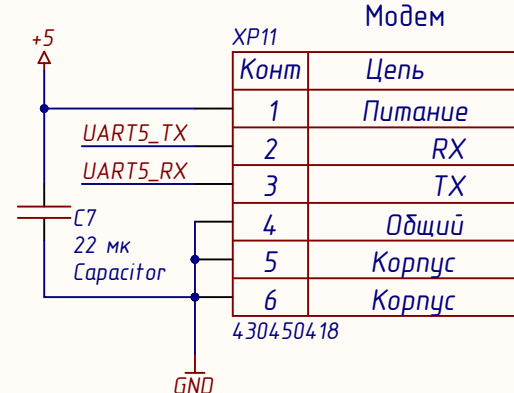 Модем
+5
XP11
Конт Цепь
1 Питание
UART5_TX
2 RX
UART5_RX
3 TX
4 Общий
C7
22 мк
Capacitor
5 Корпус
6 Корпус
430450418
GND